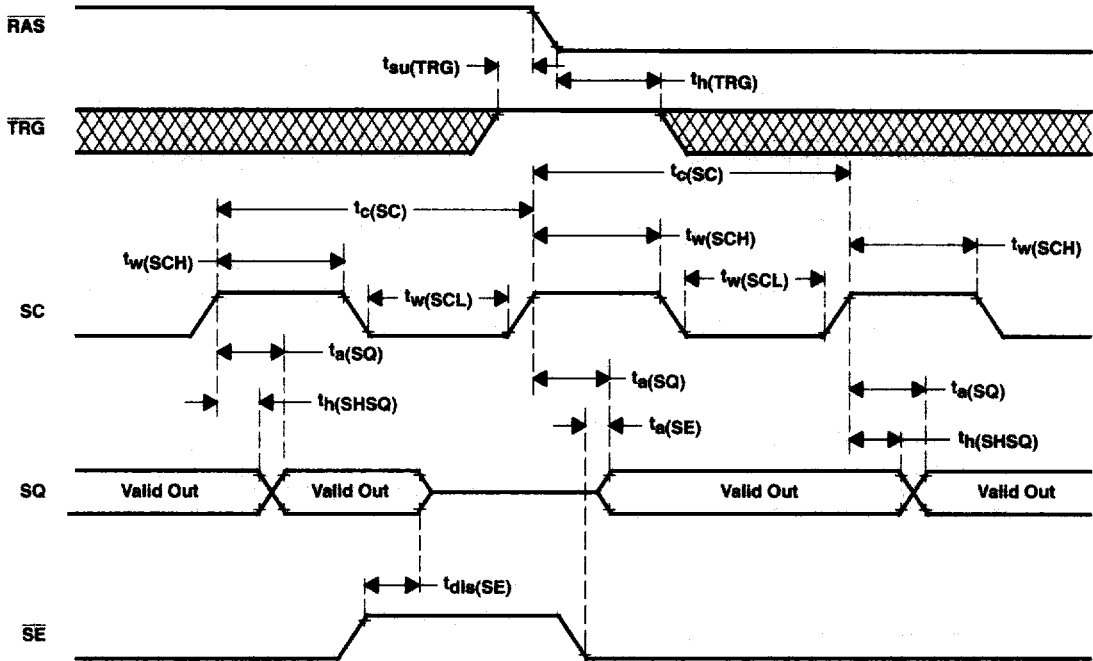 RAS
tsu(TRG)
th(TRG)
TRG
tc(SC)
tc(SC)
tw(SCH)
tw(SCH)
tw(SCH)
tw(SCL)
tw(SCL)
SC
ta(SQ)
ta(SQ)
ta(SQ)
th(SHSQ)
ta(SE)
th(SHSQ)
SQ
Valid Out
Valid Out
Valid Out
Valid Out
tdis(SE)
SE